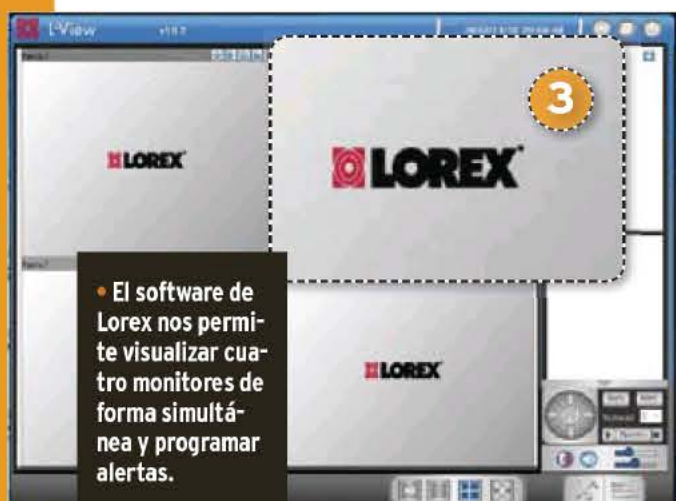 L-View
3
LOREX
LOREX
• El software de
Lorex nos permi-
te visualizar cua-
tro monitores de
forma simultá-
nea y programar
alertas.
LOREX